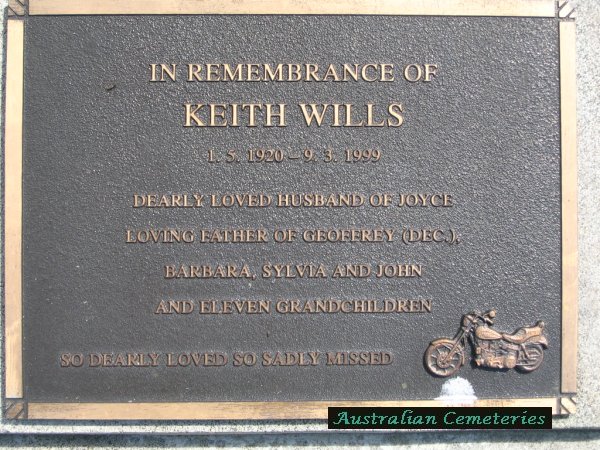 IN REMEMBRANCE OF
KEITH WILLS
1. 5. 1920 – 9. 3. 1999
DEARLY LOVED HUSBAND OF JOYCE
LOVING FATHER OF GEOFFREY (DEC.),
BARBARA, SYLVIA AND JOHN
AND ELEVEN GRANDCHILDREN
SO DEARLY LOVED SO SADLY MISSED
Australian Cemeteries